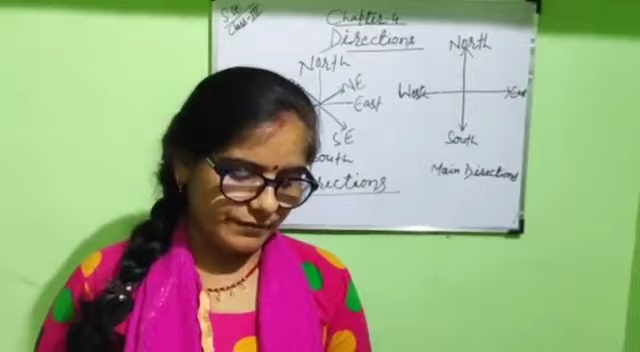 SSt
Class-III
Chapter-4
Directions
North
NE
East
SE
South
rections
North
West
East
South
Main Directions